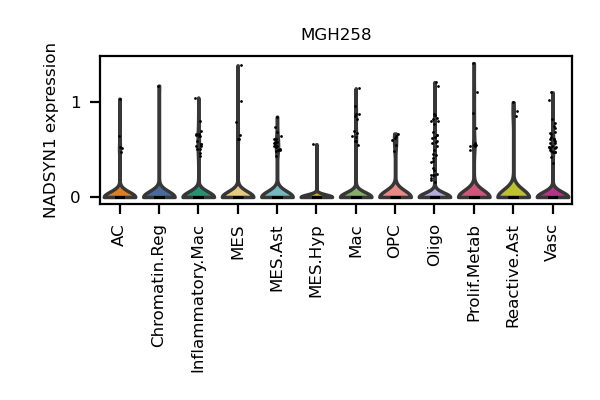 MGH258
NADSYN1 expression
1
0
AC
Chromatin.Reg
Inflammatory.Mac
MES
MES.Ast
MES.Hyp
Mac
OPC
Oligo
Prolif.Metab
Reactive.Ast
Vasc